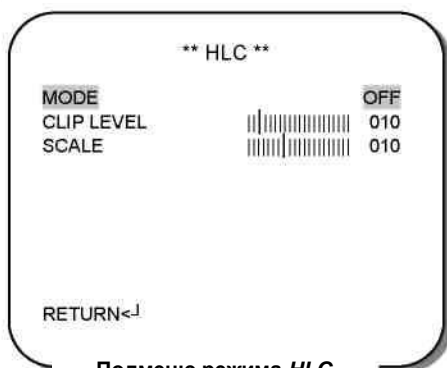 ** HLC **
MODE OFF
CLIP LEVEL 010
SCALE 010
RETURN<┘
Подменю режима HLC